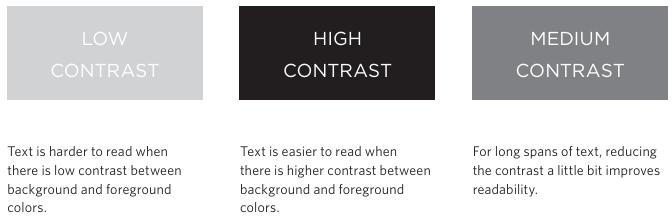 LOW
CONTRAST
Text is harder to read when
there is low contrast between
background and foreground
colors.
HIGH
CONTRAST
Text is easier to read when
there is higher contrast between
background and foreground
colors.
MEDIUM
CONTRAST
For long spans of text, reducing
the contrast a little bit improves
readability.